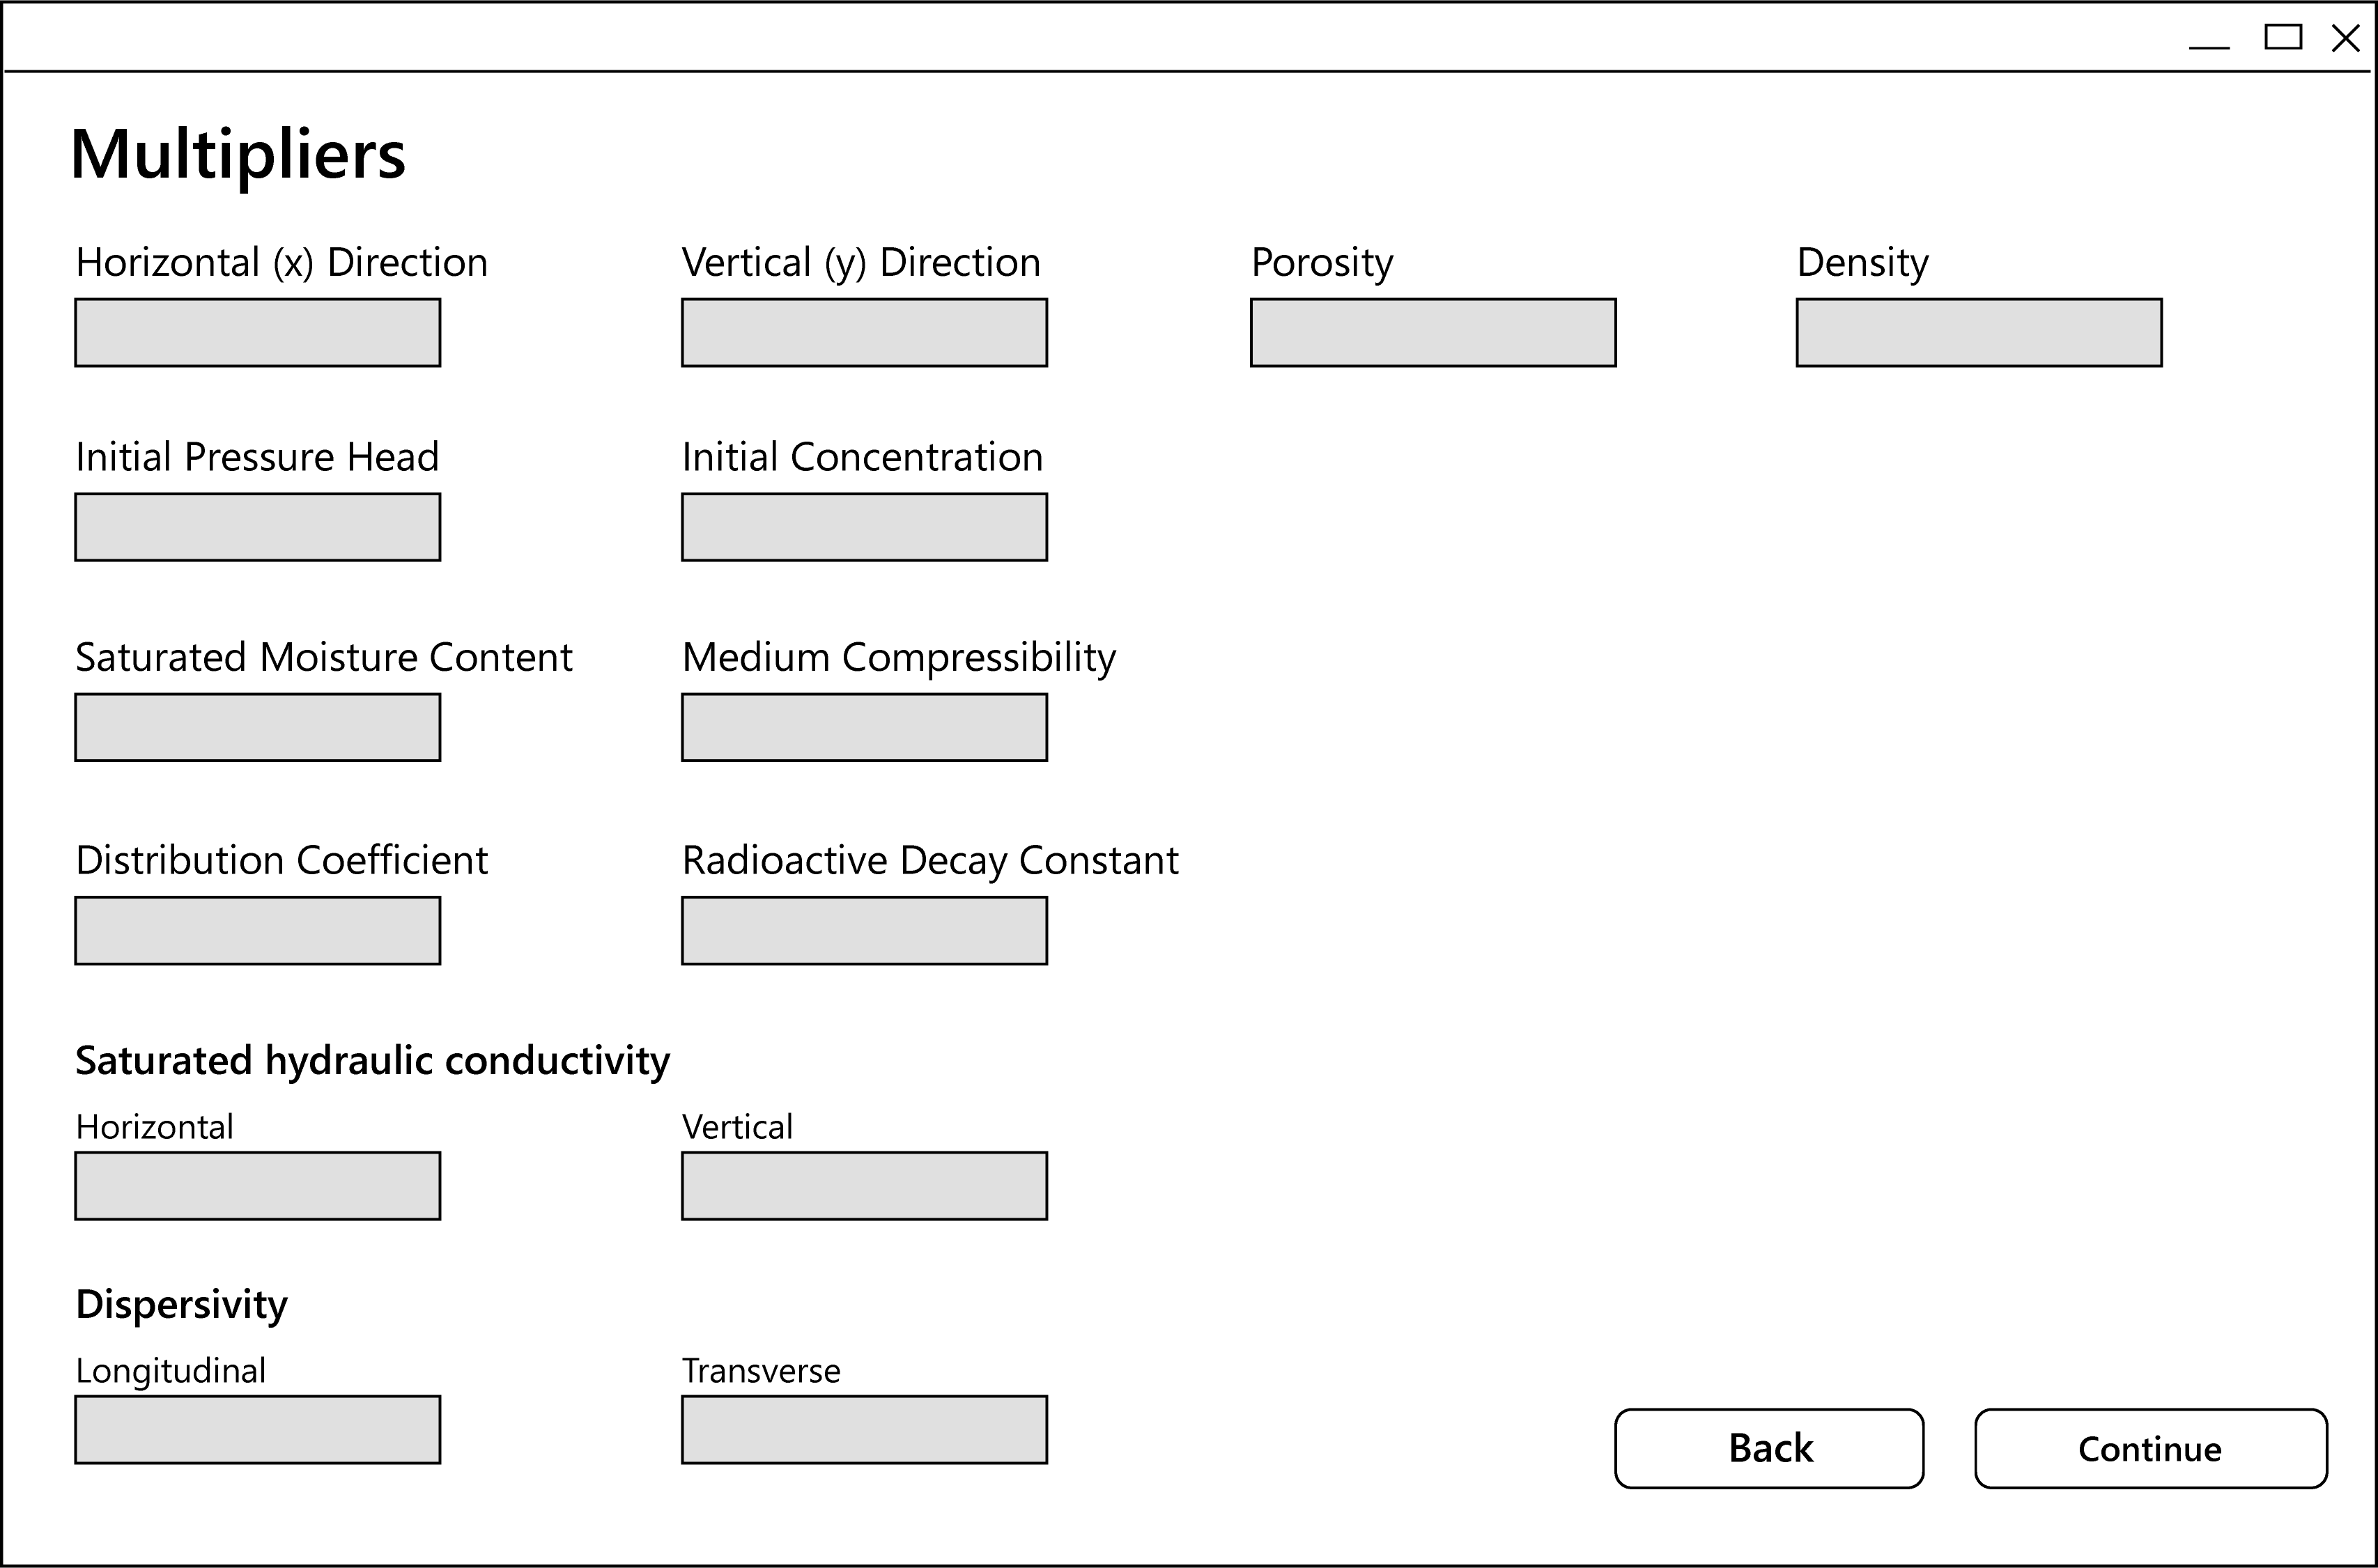 Multipliers
Horizontal (x) Direction
Vertical (y) Direction
Porosity
Density
Initial Pressure Head
Initial Concentration
Saturated Moisture Content
Medium Compressibility
Distribution Coefficient
Radioactive Decay Constant
Saturated hydraulic conductivity
Horizontal
Vertical
Dispersivity
Longitudinal
Transverse
Back
Continue